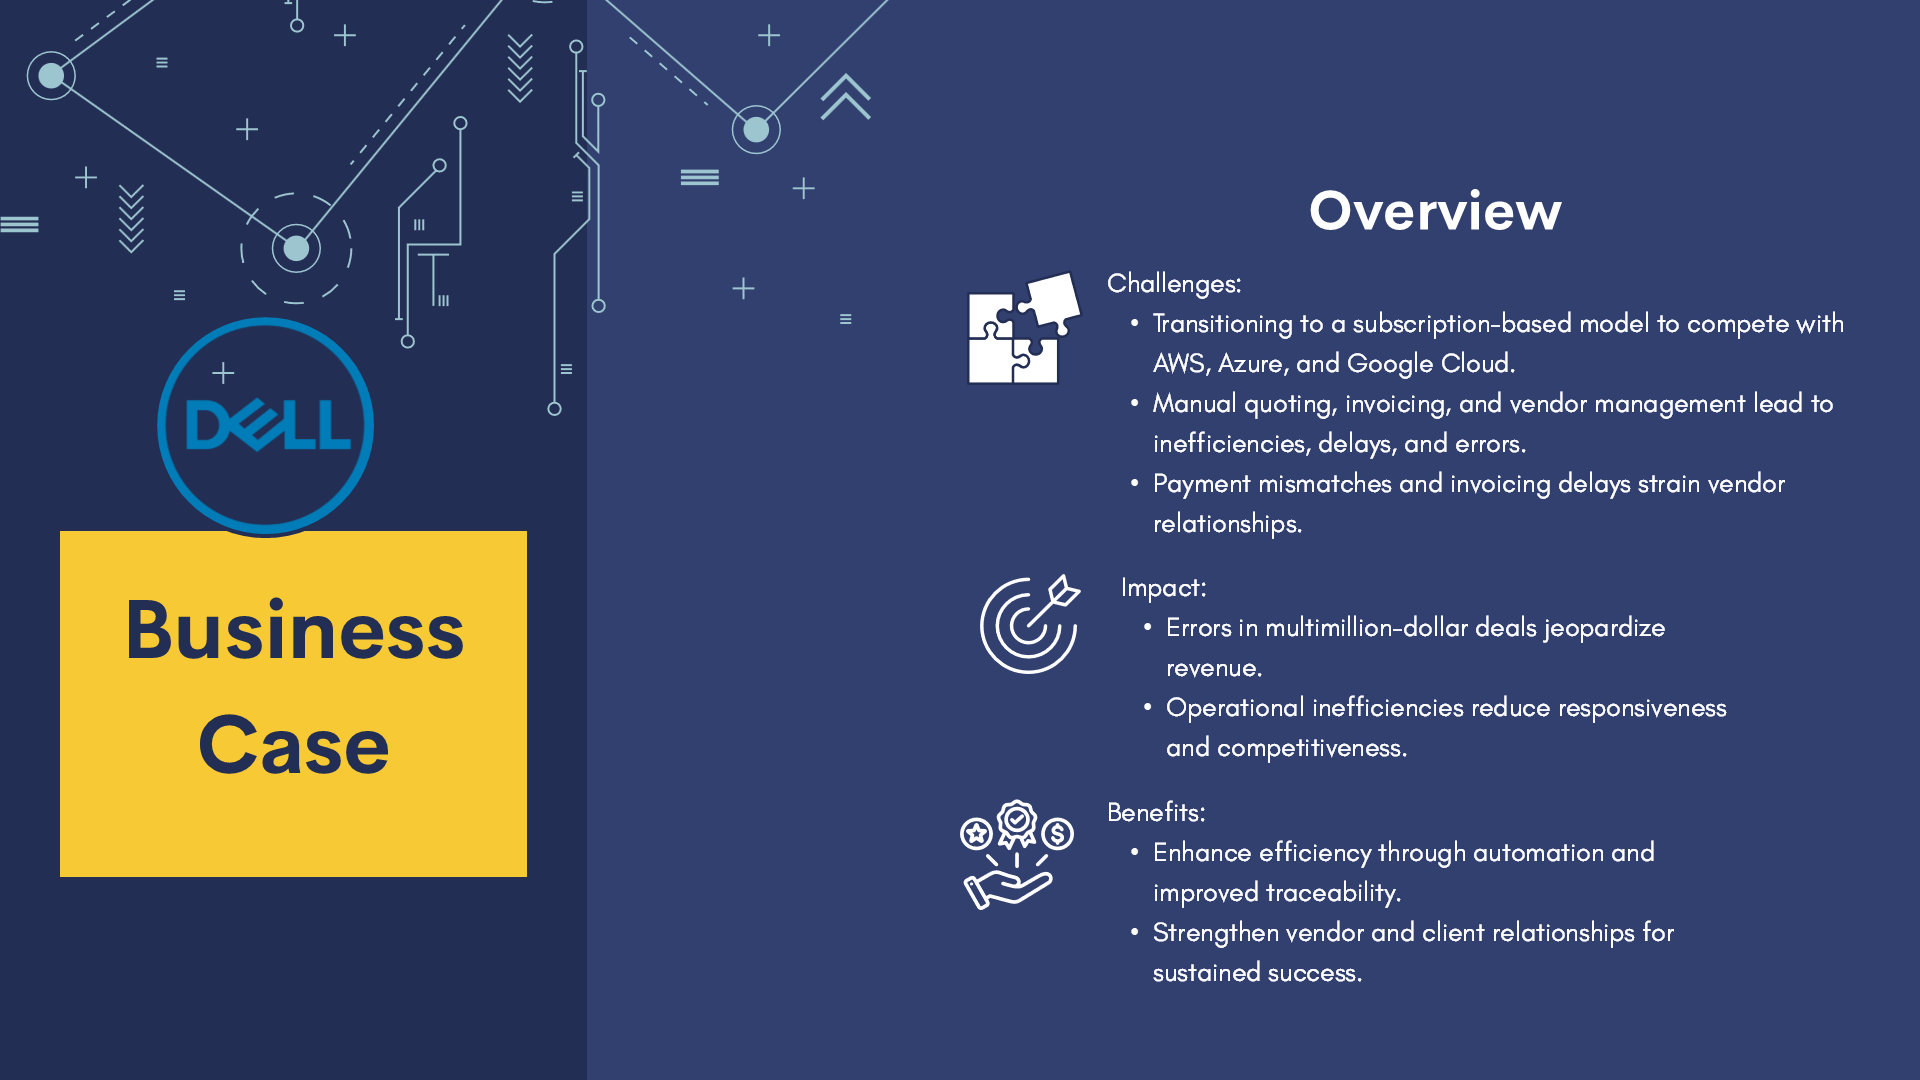 DELL
Business
Case
Overview
Challenges:
• Transitioning to a subscription-based model to compete with
AWS, Azure, and Google Cloud.
• Manual quoting, invoicing, and vendor management lead to
inefficiencies, delays, and errors.
• Payment mismatches and invoicing delays strain vendor
relationships.
Impact:
• Errors in multimillion-dollar deals jeopardize
revenue.
• Operational inefficiencies reduce responsiveness
and competitiveness.
Benefits:
• Enhance efficiency through automation and
improved traceability.
• Strengthen vendor and client relationships for
sustained success.